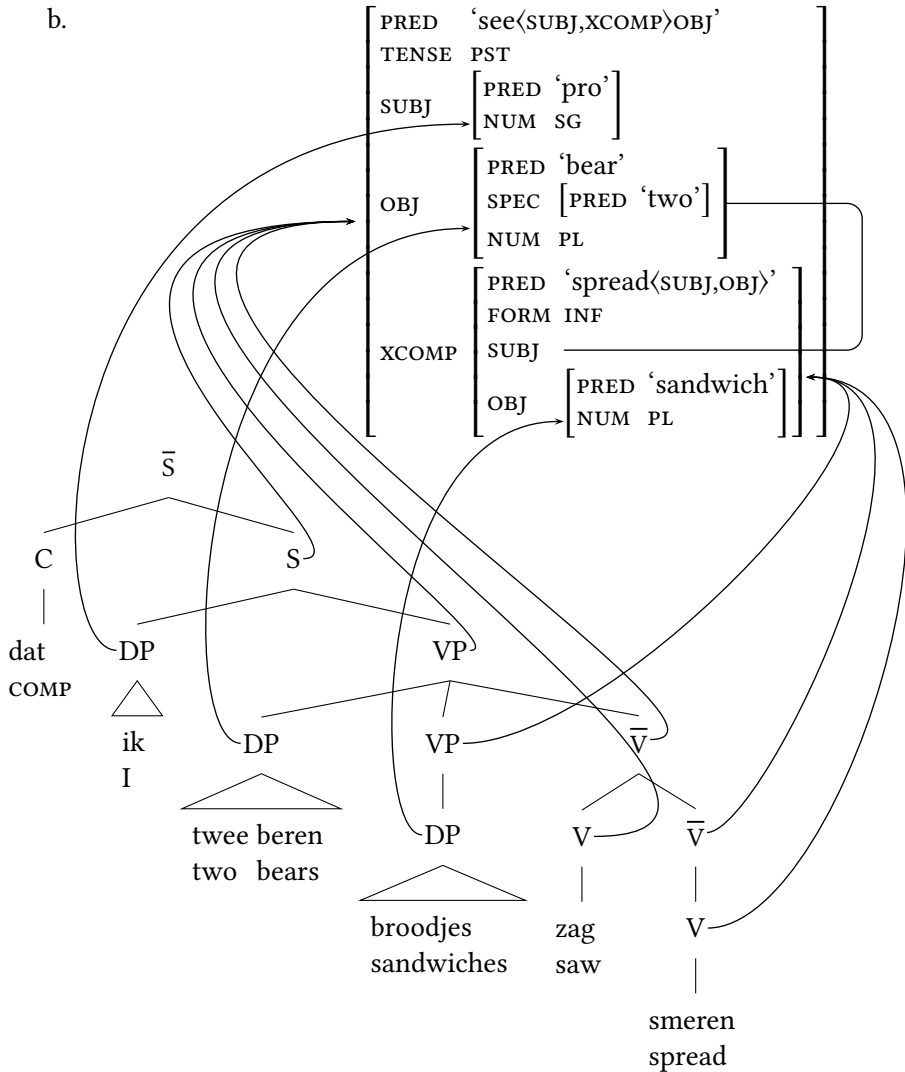 b.
PRED ‘see⟨SUBJ,XCOMP⟩OBJ’
TENSE PST
SUBJ
PRED ‘pro’
NUM SG
OBJ
PRED ‘bear’
SPEC [PRED ‘two’]
NUM PL
XCOMP
PRED ‘spread⟨SUBJ,OBJ⟩’
FORM INF
SUBJ
OBJ
PRED ‘sandwich’
NUM PL
S̅
C S
dat DP VP
COMP
ik DP VP V̅
I
twee beren DP V V̅
two bears
broodjes zag V
sandwiches saw
smeren
spread